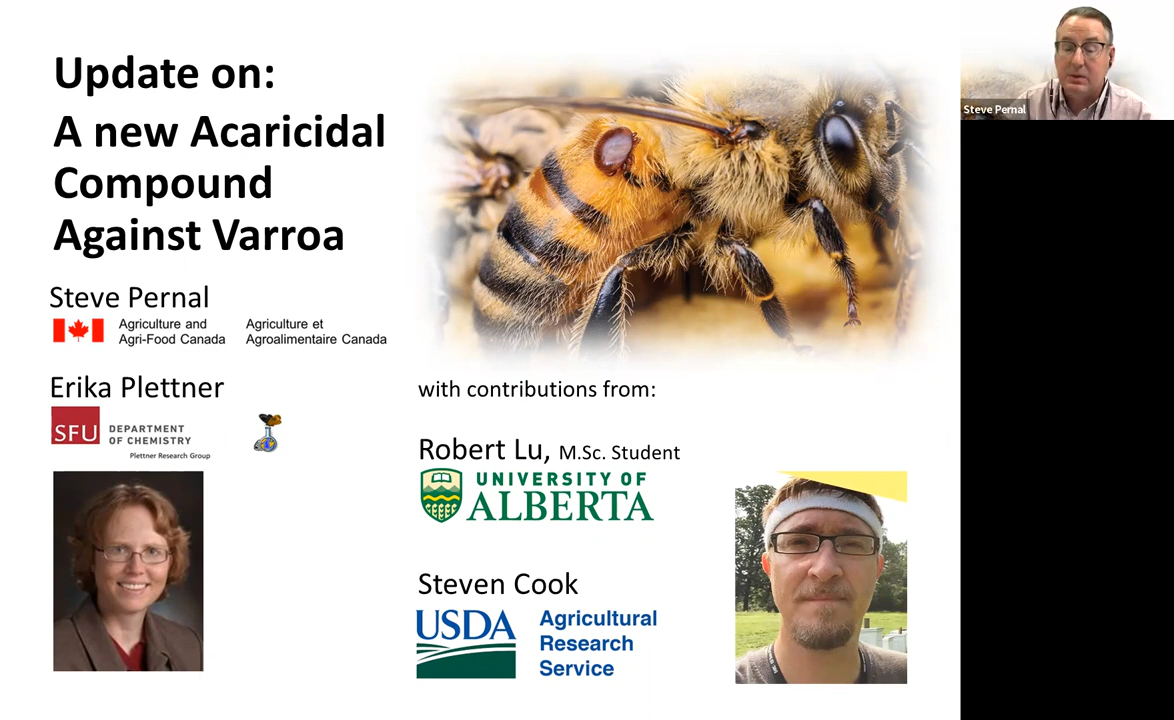 Update on:
A new Acaricidal
Compound
Against Varroa
Steve Pernal
Agriculture and
Agri-Food Canada
Agriculture et
Agroalimentaire Canada
Erika Plettner
SFU
DEPARTMENT
OF CHEMISTRY
Plettner Research Group
with contributions from:
Robert Lu, M.Sc. Student
UNIVERSITY OF
ALBERTA
Steven Cook
USDA
Agricultural
Research
Service
Steve Pernal